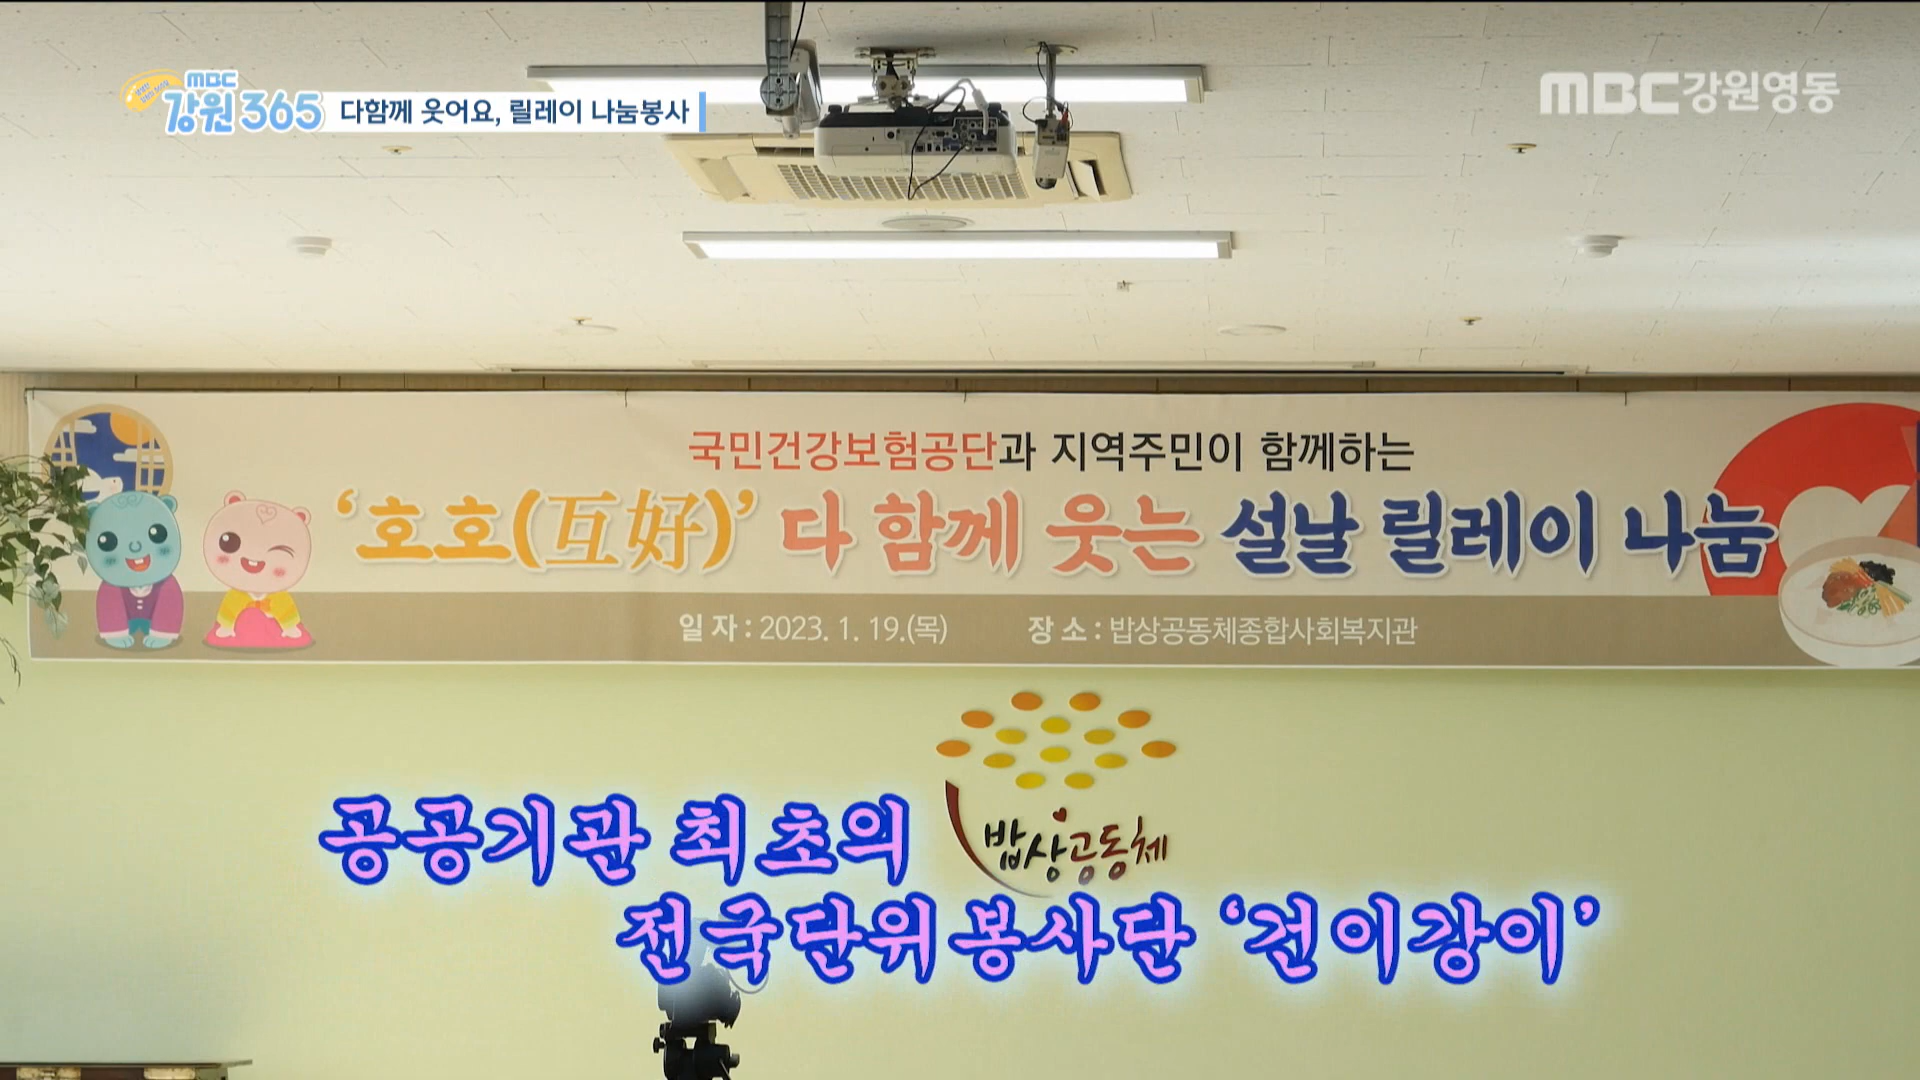 MBC
강원 365
다함께 웃어요, 릴레이 나눔봉사
MBC강원영동
국민건강보험공단과 지역주민이 함께하는
‘호호(互好)’ 다 함께 웃는 설날 릴레이 나눔
일 자 : 2023. 1. 19.(목)
장 소 : 밥상공동체종합사회복지관
밥상공동체
공공기관 최초의
전국단위봉사단 ‘건이강이’